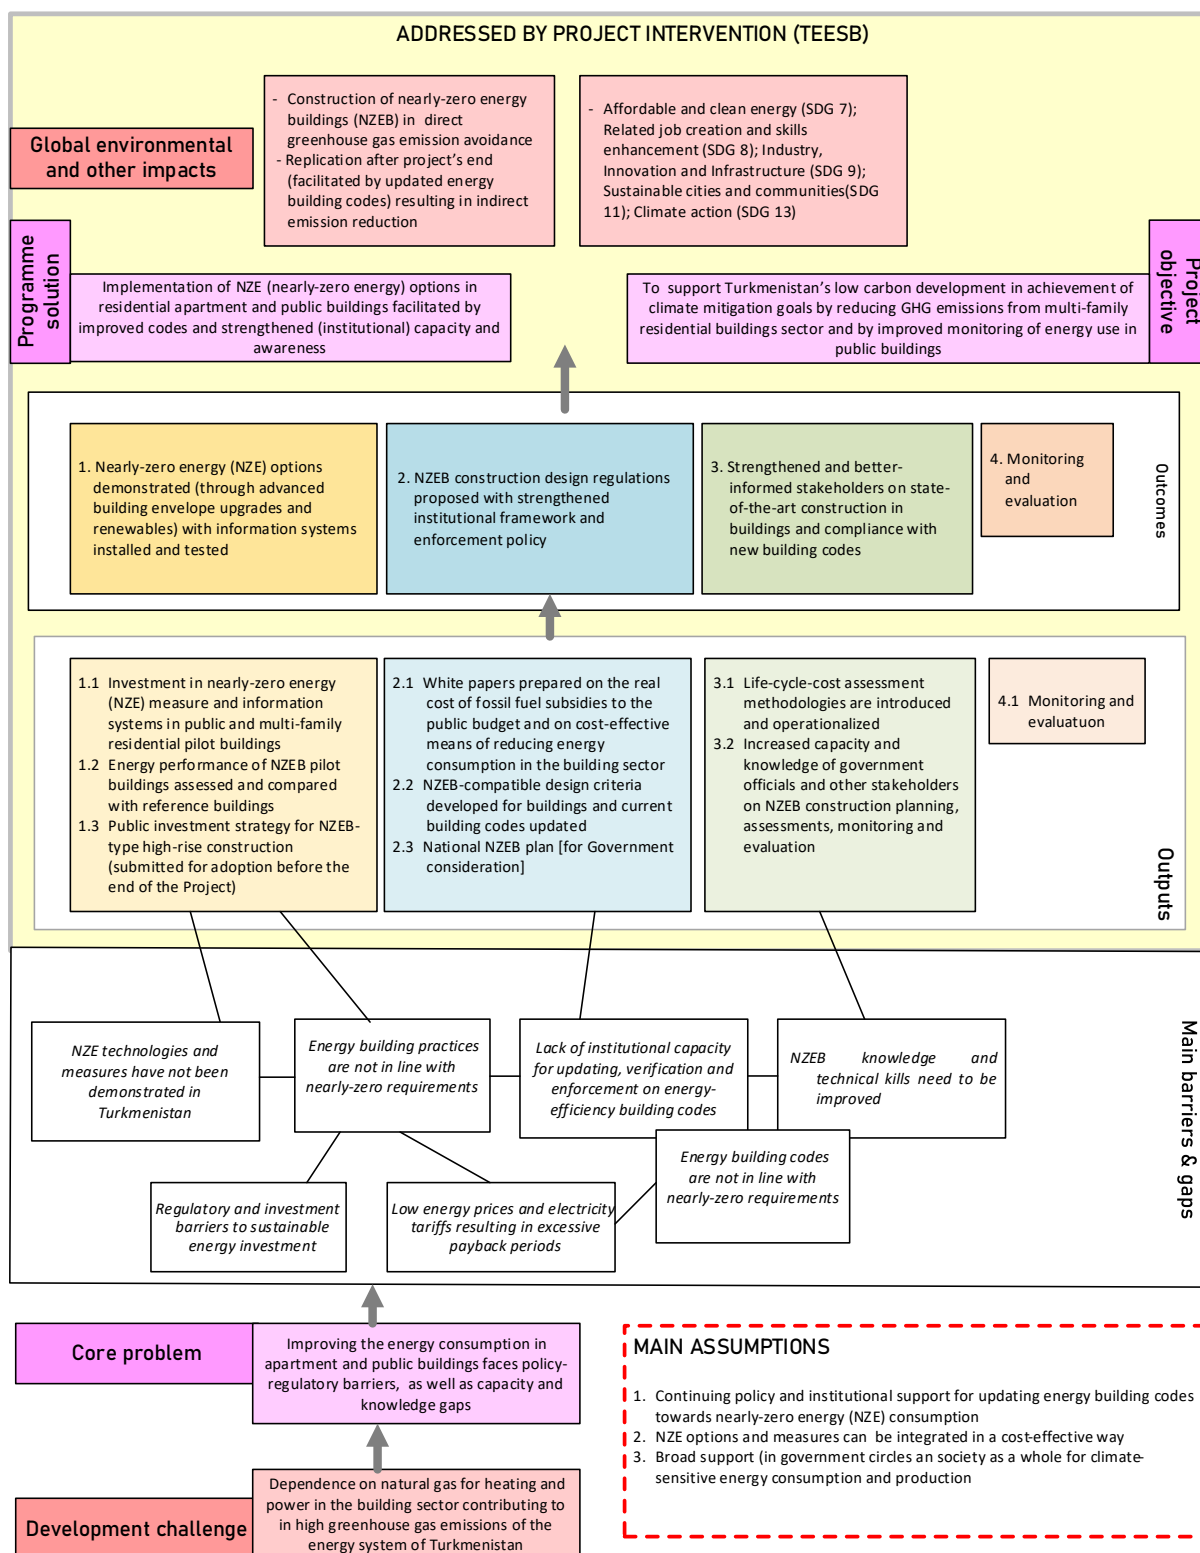 ADDRESSED BY PROJECT INTERVENTION (TEESB)
Global environmental
and other impacts
- Construction of nearly-zero energy
buildings (NZEB) in direct
greenhouse gas emission avoidance
- Replication after project's end
(facilitated by updated energy
building codes) resulting in indirect
emission reduction
- Affordable and clean energy (SDG 7);
Related job creation and skills
enhancement (SDG 8); Industry,
Innovation and Infrastructure (SDG 9);
Sustainable cities and communities(SDG
11); Climate action (SDG 13)
Programme
solution
Implementation of NZE (nearly-zero energy) options in
residential apartment and public buildings facilitated by
improved codes and strengthened (institutional) capacity and
awareness
To support Turkmenistan's low carbon development in achievement of
climate mitigation goals by reducing GHG emissions from multi-family
residential buildings sector and by improved monitoring of energy use in
public buildings
Project
objective
1. Nearly-zero energy (NZE) options
demonstrated (through advanced
building envelope upgrades and
renewables) with information systems
installed and tested
2. NZEB construction design regulations
proposed with strengthened
institutional framework and
enforcement policy
3. Strengthened and better-
informed stakeholders on state-
of-the-art construction in
buildings and compliance with
new building codes
4. Monitoring
and
evaluation
Outcomes
1.1 Investment in nearly-zero energy
(NZE) measure and information
systems in public and multi-family
residential pilot buildings
1.2 Energy performance of NZEB pilot
buildings assessed and compared
with reference buildings
1.3 Public investment strategy for NZEB-
type high-rise construction
(submitted for adoption before the
end of the Project)
2.1 White papers prepared on the real
cost of fossil fuel subsidies to the
public budget and on cost-effective
means of reducing energy
consumption in the building sector
2.2 NZEB-compatible design criteria
developed for buildings and current
building codes updated
2.3 National NZEB plan [for Government
consideration]
3.1 Life-cycle-cost assessment
methodologies are introduced
and operationalized
3.2 Increased capacity and
knowledge of government
officials and other stakeholders
on NZEB construction planning,
assessments, monitoring and
evaluation
4.1 Monitoring and
evaluatuon
Outputs
NZE technologies and
measures have not been
demonstrated in
Turkmenistan
Energy building practices
are not in line with
nearly-zero requirements
Lack of institutional capacity
for updating, verification and
enforcement on energy-
efficiency building codes
NZEB knowledge and
technical kills need to be
improved
Regulatory and investment
barriers to sustainable
energy investment
Low energy prices and electricity
tariffs resulting in excessive
payback periods
Energy building codes
are not in line with
nearly-zero requirements
Main barriers & gaps
Core problem
Improving the energy consumption in
apartment and public buildings faces policy-
regulatory barriers, as well as capacity and
knowledge gaps
Development challenge
Dependence on natural gas for heating and
power in the building sector contributing to
in high greenhouse gas emissions of the
energy system of Turkmenistan
MAIN ASSUMPTIONS
1. Continuing policy and institutional support for updating energy building codes
towards nearly-zero energy (NZE) consumption
2. NZE options and measures can be integrated in a cost-effective way
3. Broad support (in government circles an society as a whole for climate-
sensitive energy consumption and production